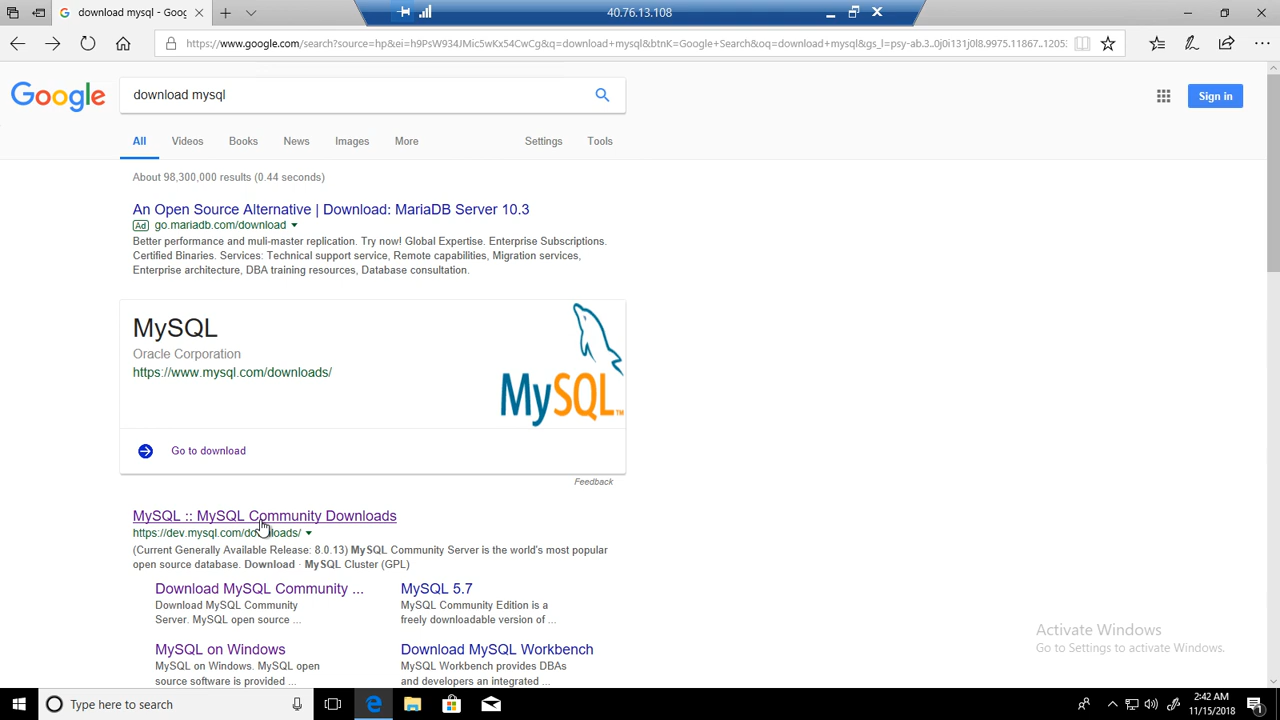 download mysql - Goo
40.76.13.108
https://www.google.com/search?source=hp&ei=h9PsW934JMic5wKx54CwCg&q=download+mysql&btnK=Google+Search&oq=download+mysql&gs_l=psy-ab.3..0j0i131j0l8.9975.11867..1205
Google
download mysql
Sign in
All
Videos
Books
News
Images
More
Settings
Tools
About 98,300,000 results (0.44 seconds)
An Open Source Alternative | Download: MariaDB Server 10.3
Ad go.mariadb.com/download
Better performance and muli-master replication. Try now! Global Expertise. Enterprise Subscriptions.
Certified Binaries. Services: Technical support service, Remote capabilities, Migration services,
Enterprise architecture, DBA training resources, Database consultation.
MySQL
Oracle Corporation
https://www.mysql.com/downloads/
MySQL™
Go to download
Feedback
MySQL :: MySQL Community Downloads
https://dev.mysql.com/downloads/
(Current Generally Available Release: 8.0.13) MySQL Community Server is the world's most popular
open source database. Download · MySQL Cluster (GPL)
Download MySQL Community ...
Download MySQL Community
Server. MySQL open source ...
MySQL 5.7
MySQL Community Edition is a
freely downloadable version of ...
MySQL on Windows
MySQL on Windows. MySQL open
source software is provided ...
Download MySQL Workbench
MySQL Workbench provides DBAs
and developers an integrated ...
Activate Windows
Go to Settings to activate Windows.
Type here to search
2:42 AM
11/15/2018
1